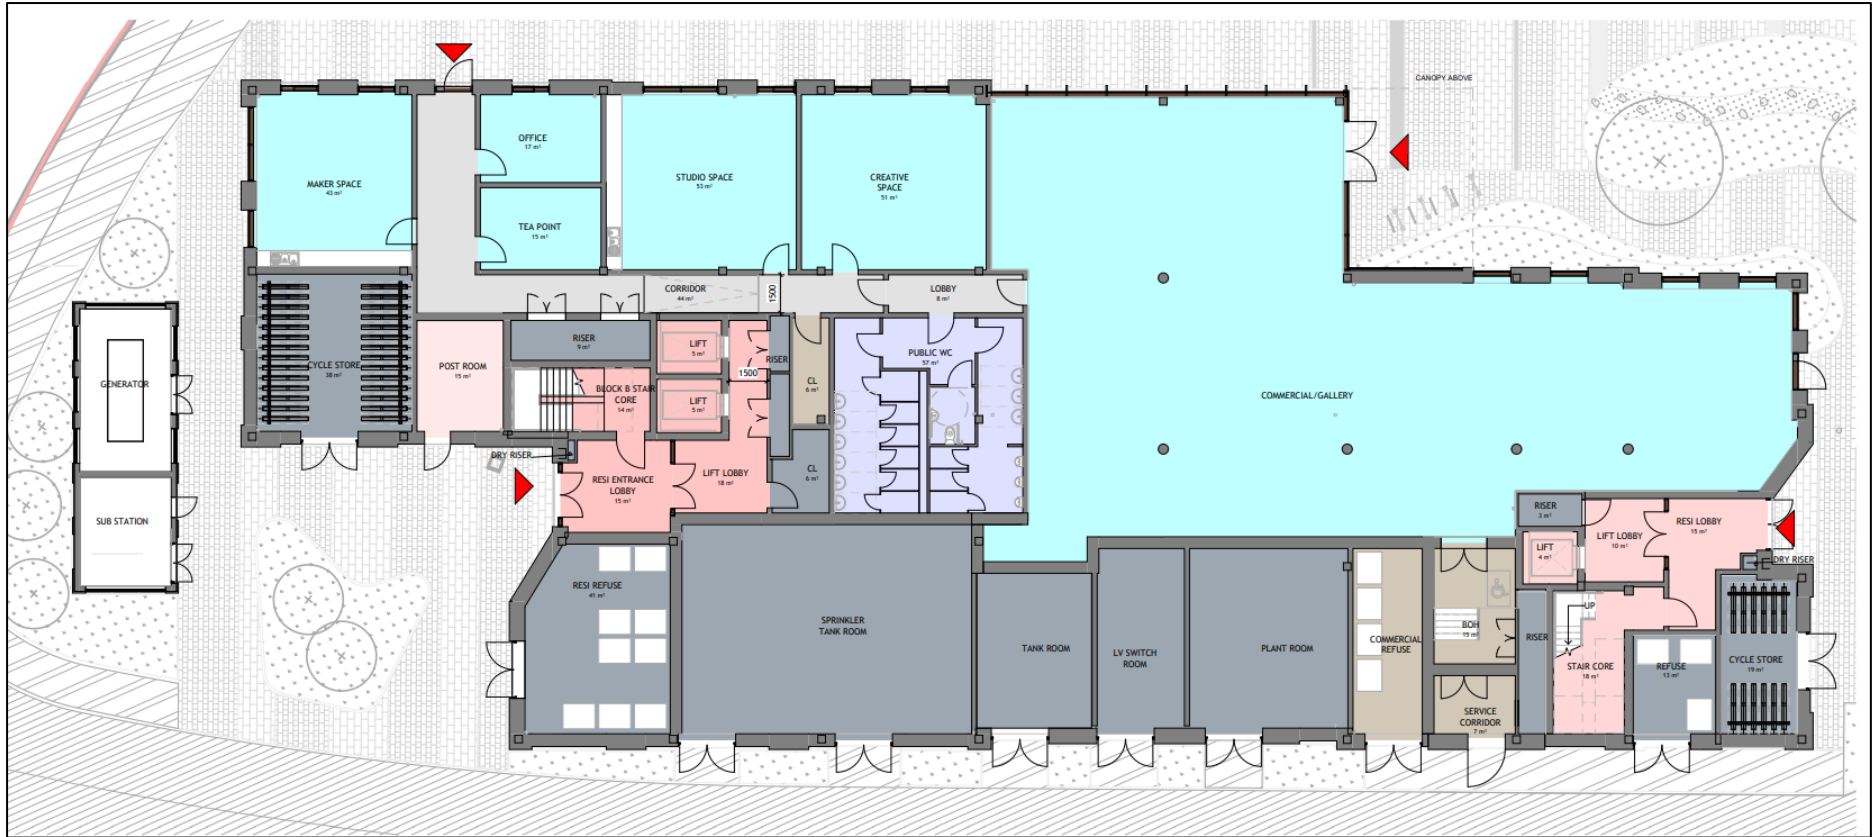 CANOPY ABOVE
OFFICE
17 m²
MAKER SPACE
43 m²
STUDIO SPACE
53 m²
CREATIVE
SPACE
51 m²
TEA POINT
15 m²
CORRIDOR
44 m²
1500
LOBBY
8 m²
GENERATOR
CYCLE STORE
38 m²
POST ROOM
15 m²
RISER
9 m²
LIFT
5 m²
RISER
1500
BLOCK B STAIR
CORE
14 m²
LIFT
5 m²
CL
6 m²
PUBLIC WC
57 m²
COMMERCIAL/GALLERY
DRY RISER
RESI ENTRANCE
LOBBY
15 m²
LIFT LOBBY
18 m²
CL
6 m²
SUB STATION
RISER
3 m²
LIFT LOBBY
10 m²
RESI LOBBY
15 m²
LIFT
4 m²
DRY RISER
RESI REFUSE
41 m²
SPRINKLER
TANK ROOM
TANK ROOM
LV SWITCH
ROOM
PLANT ROOM
COMMERCIAL
REFUSE
BOH
15 m²
RISER
UP
STAIR CORE
18 m²
REFUSE
13 m²
CYCLE STORE
19 m²
SERVICE
CORRIDOR
7 m²